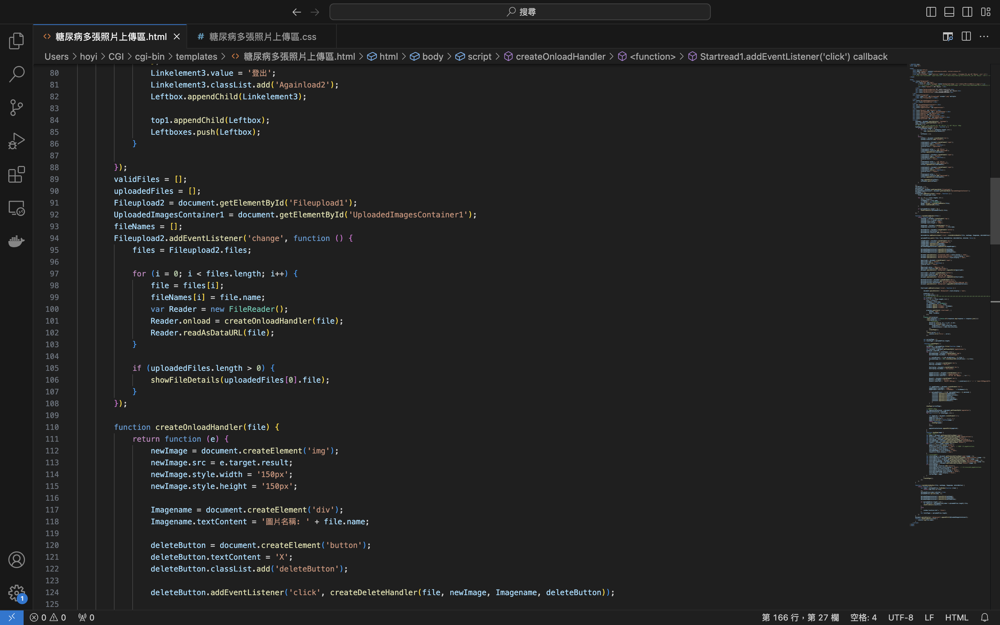 搜尋
糖尿病多張照片上傳區.html
# 糖尿病多張照片上傳區.css
Users > hoyi > CGI > cgi-bin > templates > 糖尿病多張照片上傳區.html > html > body > script > createOnloadHandler > <function> > Startread1.addEventListener('click') callback
80 Linkelement3.value = '登出';
81 Linkelement3.classList.add('Againload2');
82 Leftbox.appendChild(Linkelement3);
83
84 top1.appendChild(Leftbox);
85 Leftboxes.push(Leftbox);
86 }
87
88 });
89 validFiles = [];
90 uploadedFiles = [];
91 Fileupload2 = document.getElementById('Fileupload1');
92 UploadedImagesContainer1 = document.getElementById('UploadedImagesContainer1');
93 fileNames = [];
94 Fileupload2.addEventListener('change', function () {
95 files = Fileupload2.files;
96
97 for (i = 0; i < files.length; i++) {
98 file = files[i];
99 fileNames[i] = file.name;
100 var Reader = new FileReader();
101 Reader.onload = createOnloadHandler(file);
102 Reader.readAsDataURL(file);
103 }
104
105 if (uploadedFiles.length > 0) {
106 showFileDetails(uploadedFiles[0].file);
107 }
108 });
109
110 function createOnloadHandler(file) {
111 return function (e) {
112 newImage = document.createElement('img');
113 newImage.src = e.target.result;
114 newImage.style.width = '150px';
115 newImage.style.height = '150px';
116
117 Imagename = document.createElement('div');
118 Imagename.textContent = '圖片名稱: ' + file.name;
119
120 deleteButton = document.createElement('button');
121 deleteButton.textContent = 'X';
122 deleteButton.classList.add('deleteButton');
123
124 deleteButton.addEventListener('click', createDeleteHandler(file, newImage, Imagename, deleteButton));
125
1
0 0 0
第 166 行，第 27 欄 空格: 4 UTF-8 LF HTML